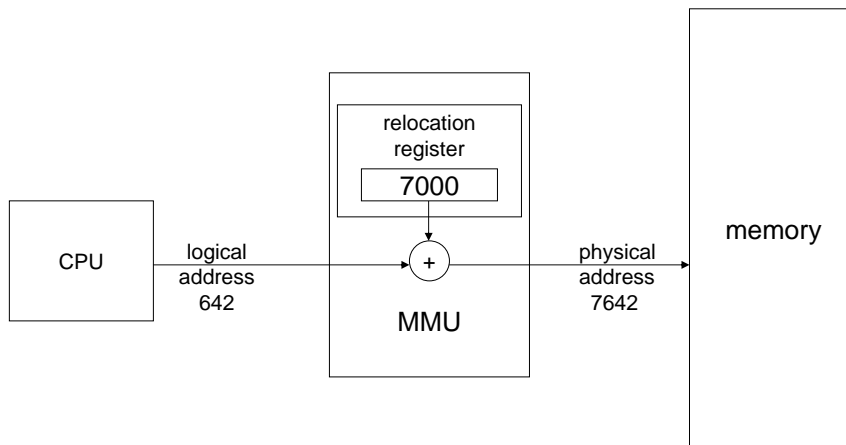 relocation
register
7000
CPU
logical
address
642
+
MMU
physical
address
7642
memory